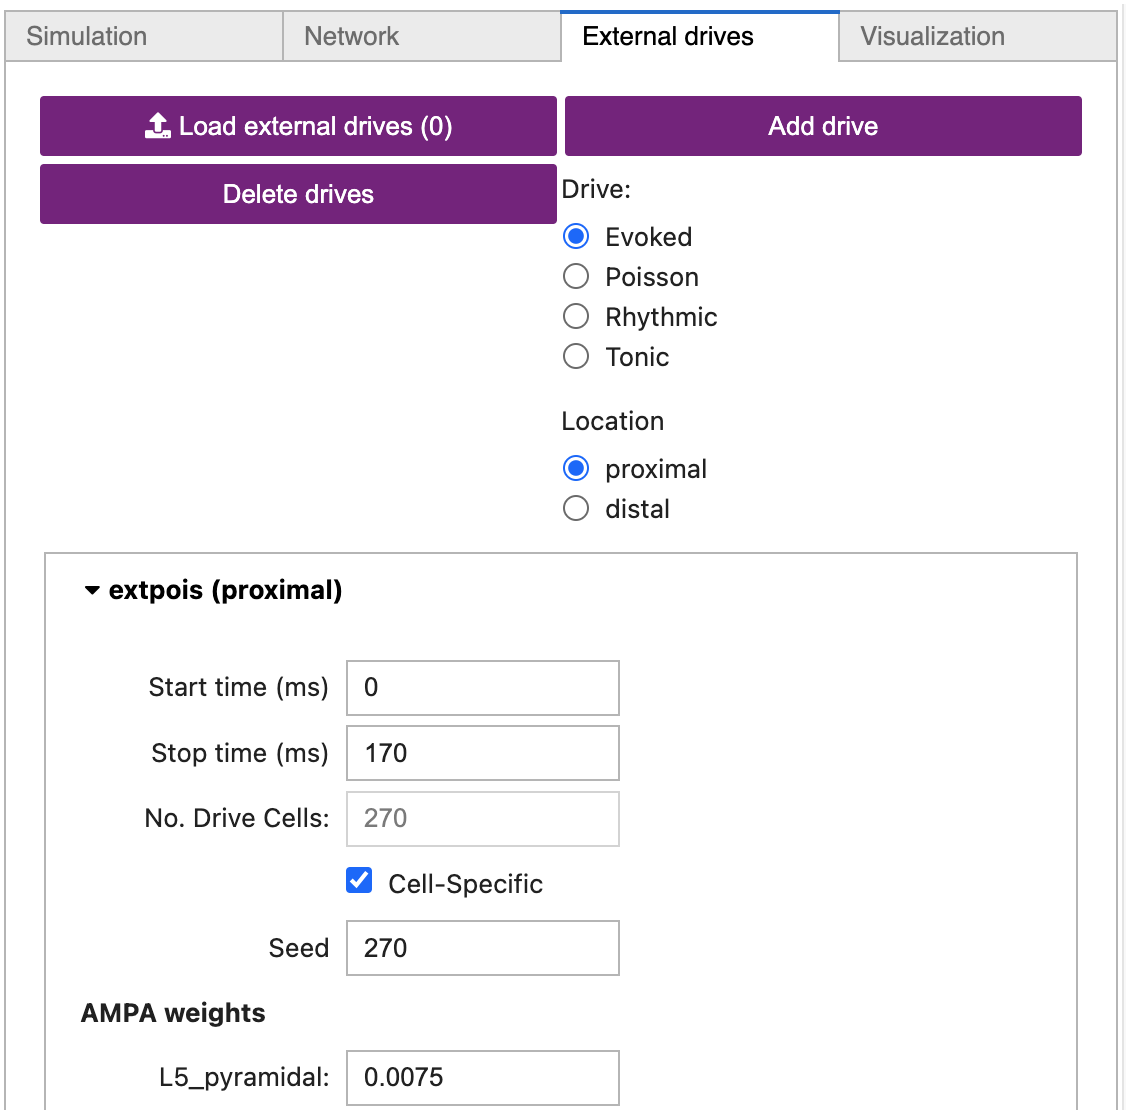 Simulation
Network
External drives
Visualization
Load external drives (0)
Add drive
Delete drives
Drive:
Evoked
Poisson
Rhythmic
Tonic
Location
proximal
distal
extpois (proximal)
Start time (ms) 0
Stop time (ms) 170
No. Drive Cells: 270
Cell-Specific
Seed 270
AMPA weights
L5_pyramidal: 0.0075